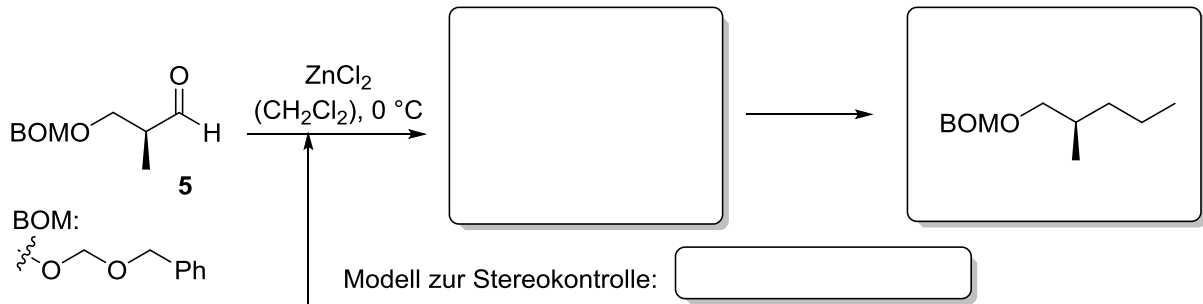 O
ZnCl2
(CH2Cl2), 0 °C
BOMO
H
5
BOMO
BOM:
O
O
Ph
Modell zur Stereokontrolle: